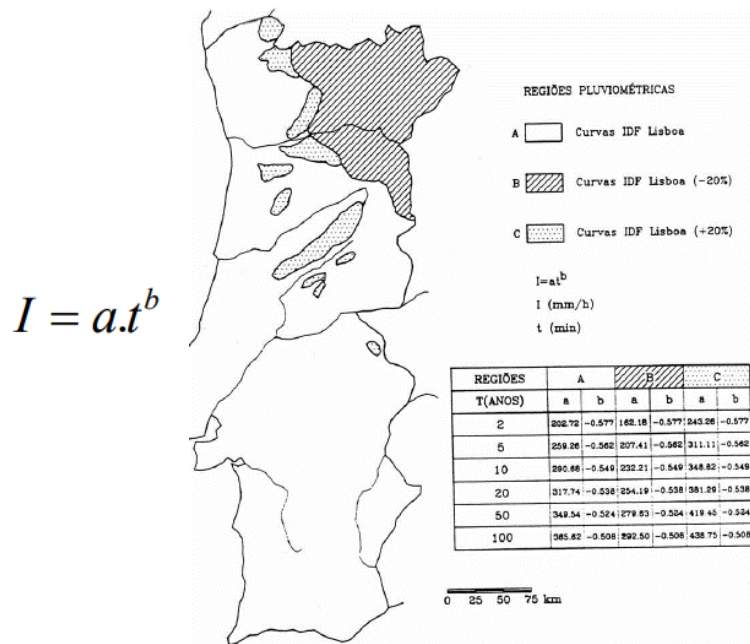 I = a.t^b
REGIÕES PLUVIOMÉTRICAS
A Curvas IDF Lisboa
B Curvas IDF Lisboa (-20%)
C Curvas IDF Lisboa (+20%)
I=at^b
I (mm/h)
t (min)
REGIÕES A B C
T(ANOS) a b a b a b
2 202.72 -0.577 162.18 -0.577 243.26 -0.577
5 259.26 -0.562 207.41 -0.562 311.11 -0.562
10 290.68 -0.549 232.21 -0.549 348.82 -0.549
20 317.74 -0.538 254.19 -0.538 381.29 -0.538
50 349.54 -0.524 279.63 -0.524 419.45 -0.524
100 365.62 -0.508 292.50 -0.508 438.75 -0.508
0 25 50 75 km